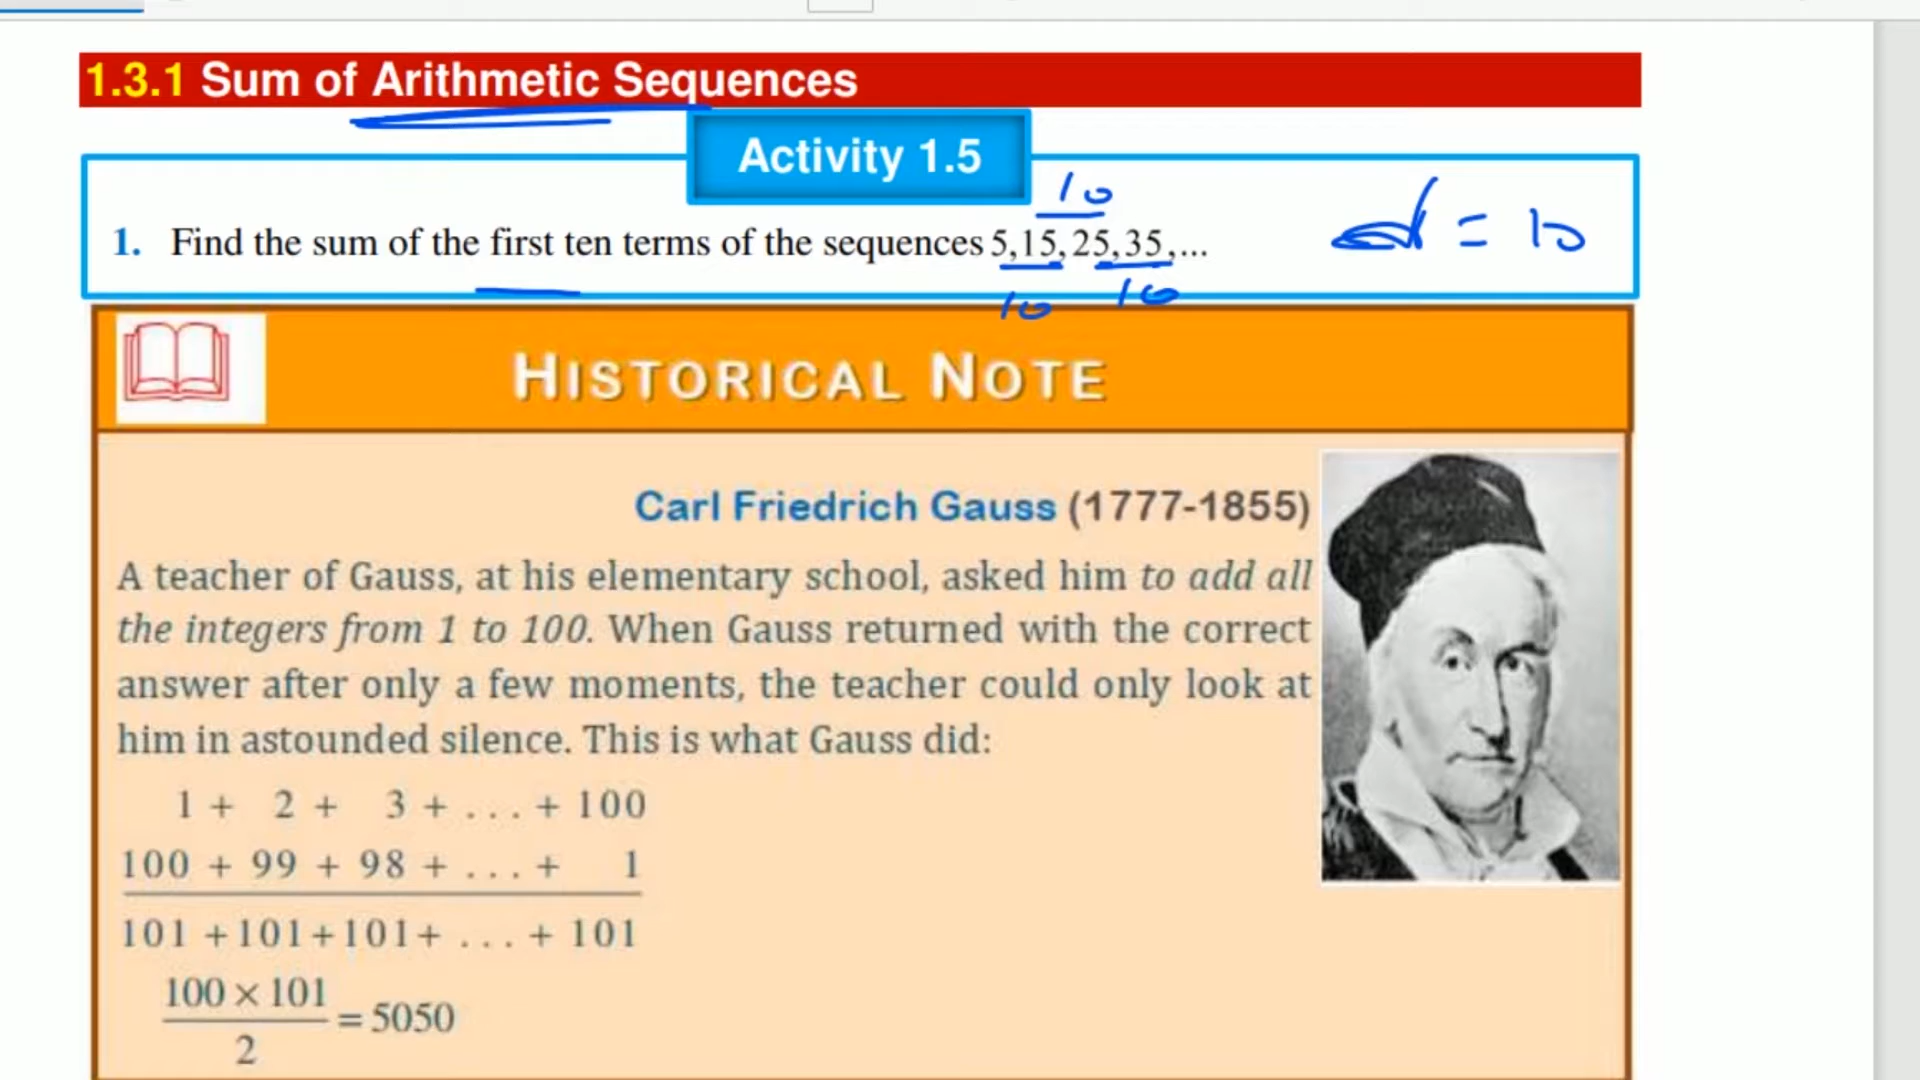 1.3.1 Sum of Arithmetic Sequences
Activity 1.5
10
1. Find the sum of the first ten terms of the sequences 5,15,25,35,...
d = 10
10 10
HISTORICAL NOTE
Carl Friedrich Gauss (1777-1855)
A teacher of Gauss, at his elementary school, asked him to add all
the integers from 1 to 100. When Gauss returned with the correct
answer after only a few moments, the teacher could only look at
him in astounded silence. This is what Gauss did:
1 + 2 + 3 + . . . + 100
100 + 99 + 98 + . . . + 1
101 +101+101+ . . . + 101
100 × 101
= 5050
2